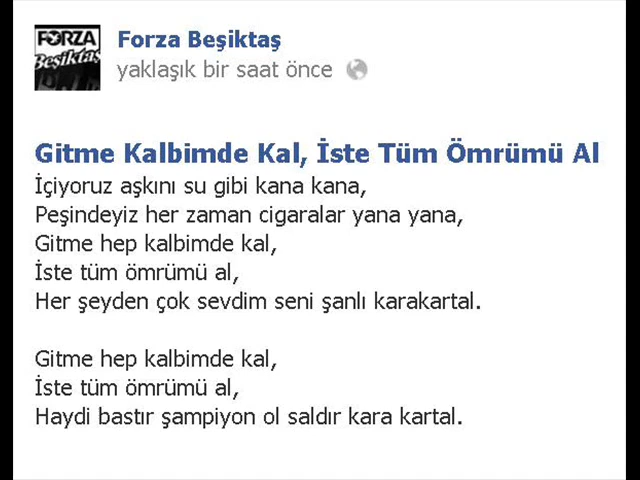 FORZA
Beşiktaş
Forza Beşiktaş
yaklaşık bir saat önce
Gitme Kalbimde Kal, İste Tüm Ömrümü Al
İçiyoruz aşkını su gibi kana kana,
Peşindeyiz her zaman cigaralar yana yana,
Gitme hep kalbimde kal,
İste tüm ömrümü al,
Her şeyden çok sevdim seni şanlı karakartal.
Gitme hep kalbimde kal,
İste tüm ömrümü al,
Haydi bastır şampiyon ol saldır kara kartal.